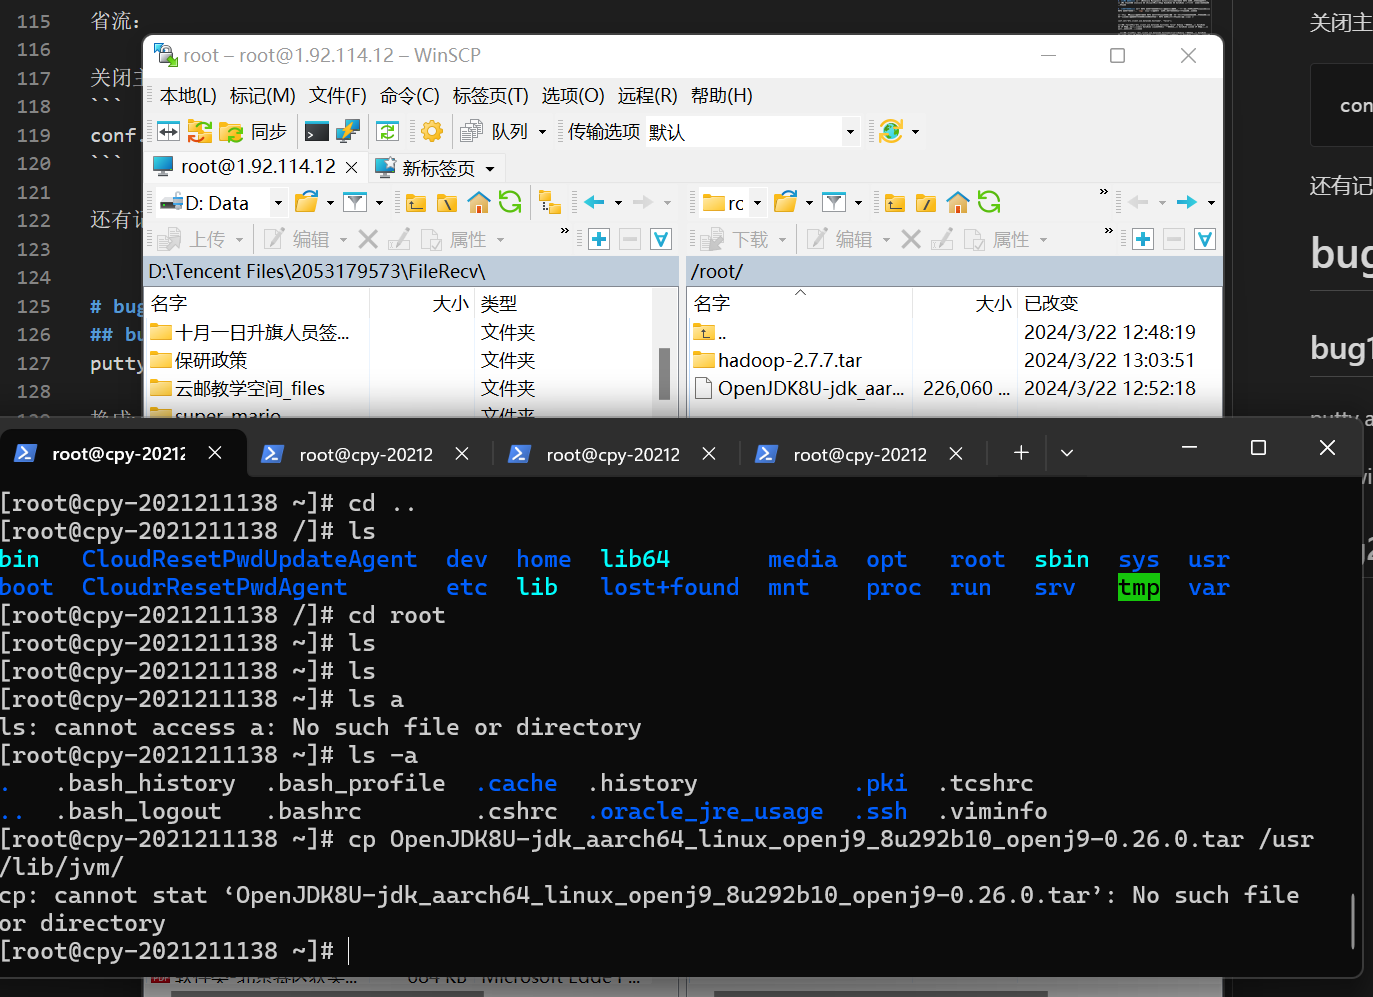 115 省流：
116
117 关闭主
118 ```
119 conf.
120 ```
121
122 还有记
123
124
125 # bug
126 ## bu
127 putty
128
root – root@1.92.114.12 – WinSCP
本地(L) 标记(M) 文件(F) 命令(C) 标签页(T) 选项(O) 远程(R) 帮助(H)
同步 队列 传输选项 默认
root@1.92.114.12 新标签页
D: Data
上传 编辑 属性
D:\Tencent Files\2053179573\FileRecv\
名字 大小 类型
十月一日升旗人员签... 文件夹
保研政策 文件夹
云邮教学空间_files 文件夹
super_mario 文件夹
rc
下载 编辑 属性
/root/
名字 大小 已改变
.. 2024/3/22 12:48:19
hadoop-2.7.7.tar 2024/3/22 13:03:51
OpenJDK8U-jdk_aar... 226,060 ... 2024/3/22 12:52:18
关闭主
con
还有记
bug
bug1
putty a
root@cpy-20212 root@cpy-20212 root@cpy-20212 root@cpy-20212
[root@cpy-2021211138 ~]# cd ..
[root@cpy-2021211138 /]# ls
bin CloudResetPwdUpdateAgent dev home lib64 media opt root sbin sys usr
boot CloudrResetPwdAgent etc lib lost+found mnt proc run srv tmp var
[root@cpy-2021211138 /]# cd root
[root@cpy-2021211138 ~]# ls
[root@cpy-2021211138 ~]# ls
[root@cpy-2021211138 ~]# ls a
ls: cannot access a: No such file or directory
[root@cpy-2021211138 ~]# ls -a
. .bash_history .bash_profile .cache .history .pki .tcshrc
.. .bash_logout .bashrc .cshrc .oracle_jre_usage .ssh .viminfo
[root@cpy-2021211138 ~]# cp OpenJDK8U-jdk_aarch64_linux_openj9_8u292b10_openj9-0.26.0.tar /usr
/lib/jvm/
cp: cannot stat ‘OpenJDK8U-jdk_aarch64_linux_openj9_8u292b10_openj9-0.26.0.tar’: No such file
or directory
[root@cpy-2021211138 ~]#